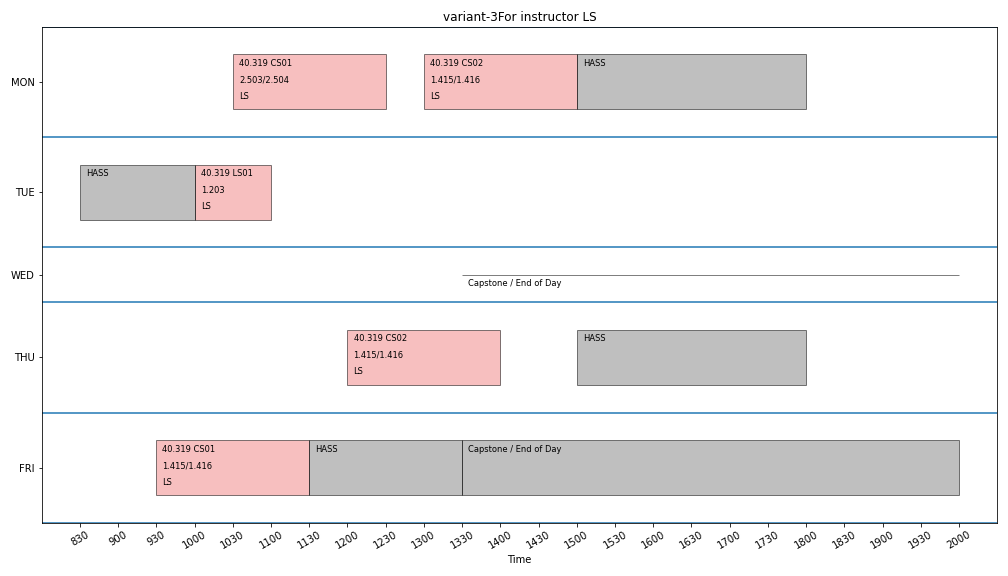 variant-3For instructor LS
MON
40.319 CS01
2.503/2.504
LS
40.319 CS02
1.415/1.416
LS
HASS
TUE
HASS
40.319 LS01
1.203
LS
WED
Capstone / End of Day
THU
40.319 CS02
1.415/1.416
LS
HASS
FRI
40.319 CS01
1.415/1.416
LS
HASS
Capstone / End of Day
830 900 930 1000 1030 1100 1130 1200 1230 1300 1330 1430 1500 1600 1630 1700 1730 1800 1830 1900 1930 2000
Time